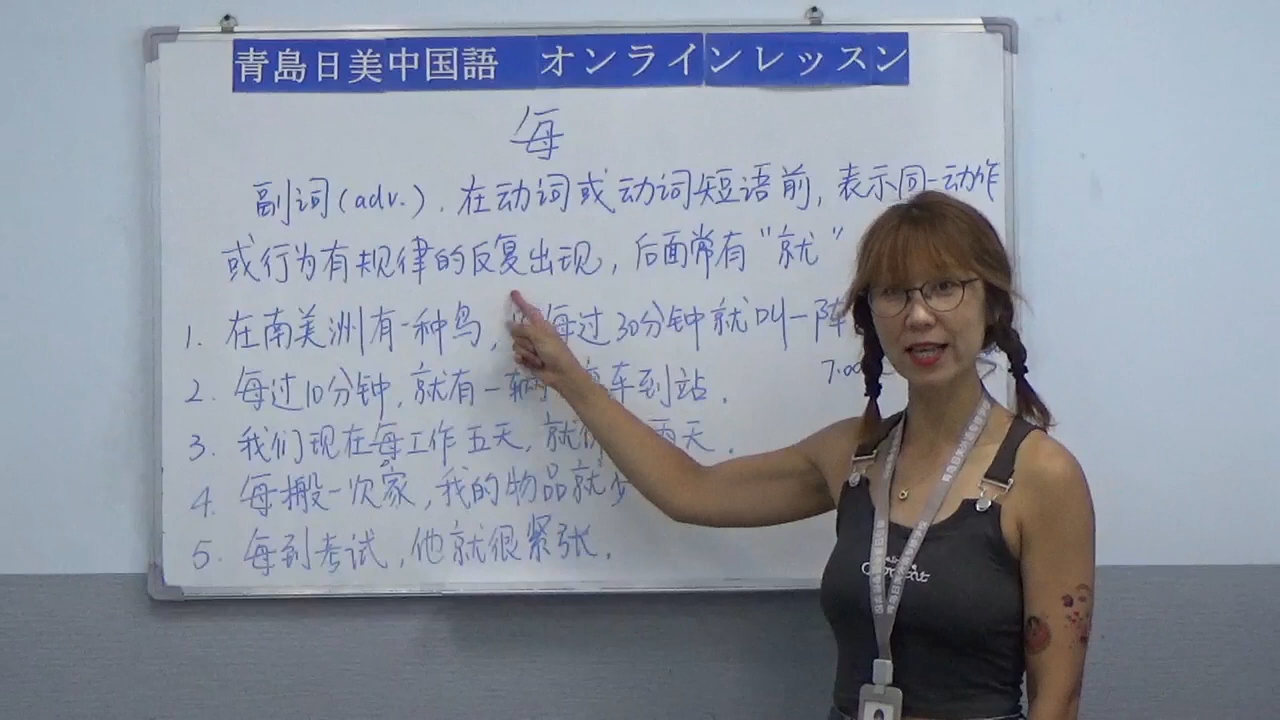 青島日美中国語 オンラインレッスン
每
副词(adv.). 在动词或动词短语前, 表示同一动作
或行为有规律的反复出现, 后面常有"就"
1. 在南美洲有一种鸟, 每过30分钟就叫一阵
7:00
2. 每过10分钟, 就有一辆 车到站.
3. 我们现在每工作五天, 就 两天.
4. 每搬一次家, 我的物品就少
5. 每到考试, 他就很紧张.